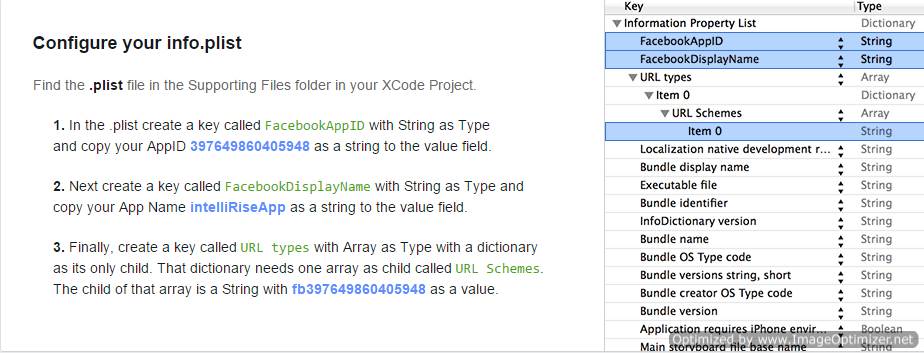 Configure your info.plist
Find the .plist file in the Supporting Files folder in your XCode Project.
1. In the .plist create a key called FacebookAppID with String as Type
and copy your AppID 397649860405948 as a string to the value field.
2. Next create a key called FacebookDisplayName with String as Type and
copy your App Name intelliRiseApp as a string to the value field.
3. Finally, create a key called URL types with Array as Type with a dictionary
as its only child. That dictionary needs one array as child called URL Schemes.
The child of that array is a String with fb397649860405948 as a value.
Key Type
Information Property List Dictionary
FacebookAppID String
FacebookDisplayName String
URL types Array
Item 0 Dictionary
URL Schemes Array
Item 0 String
Localization native development r... String
Bundle display name String
Executable file String
Bundle identifier String
InfoDictionary version String
Bundle name String
Bundle OS Type code String
Bundle versions string, short String
Bundle creator OS Type code String
Bundle version String
Application requires iPhone envir... Boolean
Main storyboard file base name String
Optimized by www.ImageOptimizer.net